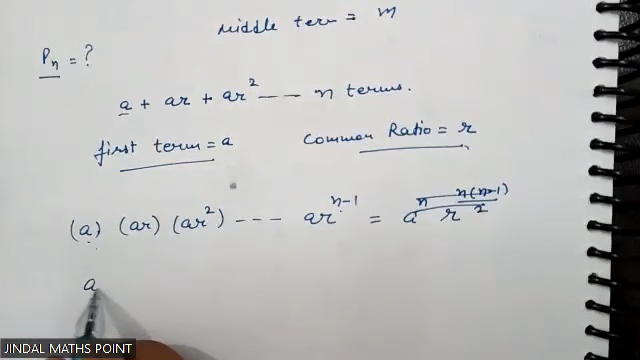 middle term = m
Pn = ?
a + ar + ar² -- -- n terms.
first term = a    Common Ratio = r
(a) (ar) (ar²) --- ar^(n-1) = a^n r^(n(n-1)/2)
a
JINDAL MATHS POINT